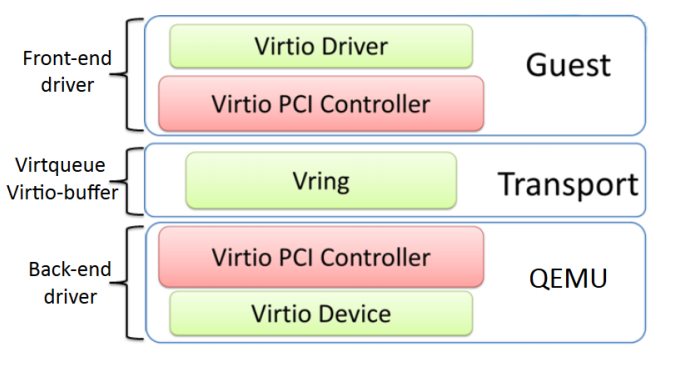 Front-end
driver
Virtio Driver
Virtio PCI Controller
Guest
Virtqueue
Virtio-buffer
Vring
Transport
Back-end
driver
Virtio PCI Controller
Virtio Device
QEMU